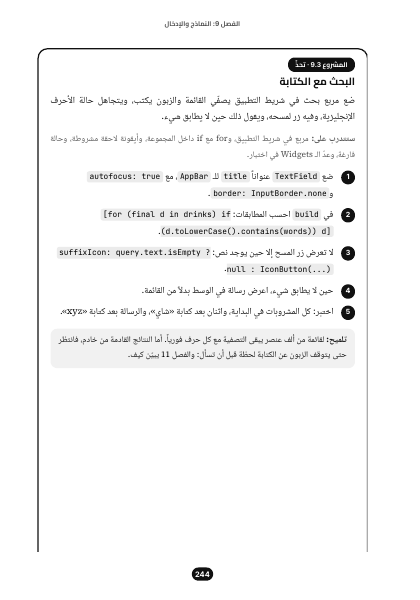 الفصل 9: النماذج والإدخال
المشروع 9.3 · تحدٍّ
البحث مع الكتابة
ضع مربع بحث في شريط التطبيق يصفّي القائمة والزبون يكتب، ويتجاهل حالة الأحرف
الإنجليزية، وفيه زر لمسحه، ويقول ذلك حين لا يطابق شيء.
ستتدرب على: مربع في شريط التطبيق، وfor مع if داخل المجموعة، وأيقونة لاحقة مشروطة، وحالة
فارغة، وعدّ الـ Widgets في اختبار.
1 ضع TextField عنواناً title للـ AppBar، مع autofocus: true
وborder: InputBorder.none.
2 في build احسب المطابقات: [for (final d in drinks) if
(d.toLowerCase().contains(words)) d].
3 لا تعرض زر المسح إلا حين يوجد نص: suffixIcon: query.text.isEmpty ?
null : IconButton(...).
4 حين لا يطابق شيء، اعرض رسالة في الوسط بدلاً من القائمة.
5 اختبر: كل المشروبات في البداية، واثنان بعد كتابة «شاي»، والرسالة بعد كتابة «xyz».
تلميح: لقائمة من ألف عنصر يبقى التصفية مع كل حرف فورياً. أما النتائج القادمة من خادم، فانتظر
حتى يتوقف الزبون عن الكتابة لحظة قبل أن تسأل: والفصل 11 يبيّن كيف.
244